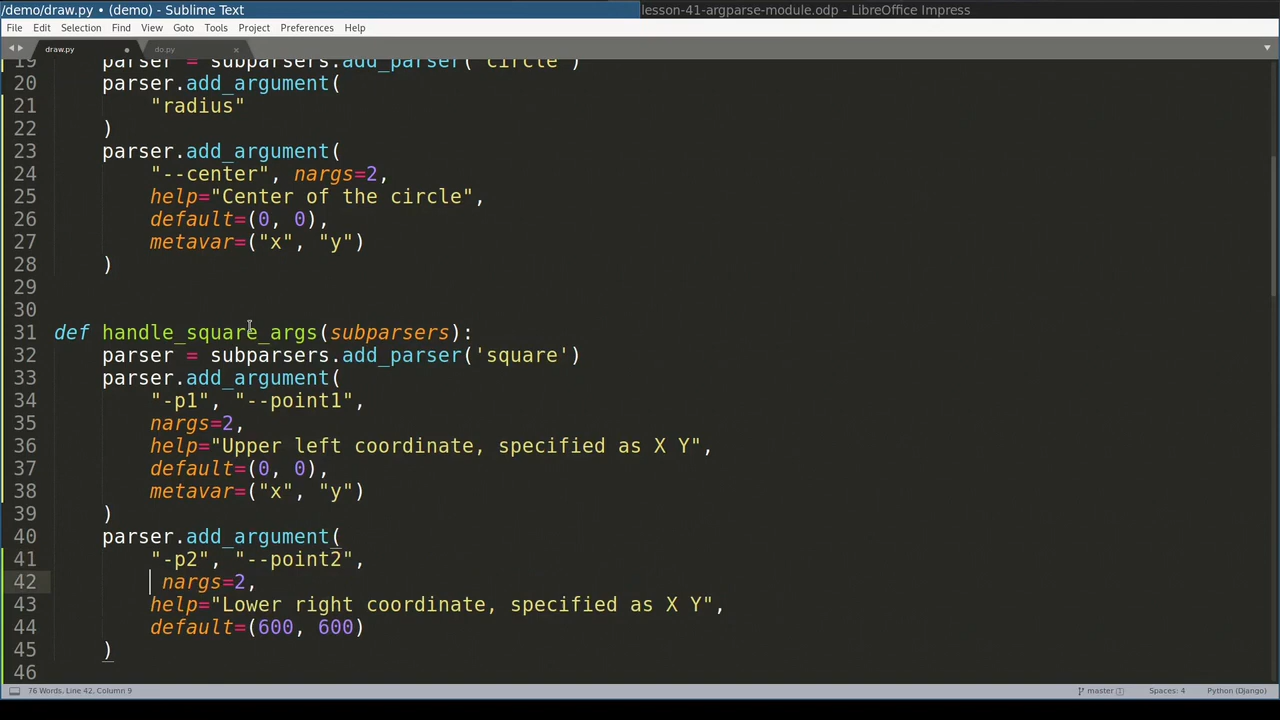 /demo/draw.py • (demo) - Sublime Text
lesson-41-argparse-module.odp - LibreOffice Impress
File Edit Selection Find View Goto Tools Project Preferences Help
draw.py
do.py
19 parser = subparsers.add_parser('circle')
20 parser.add_argument(
21 "radius"
22 )
23 parser.add_argument(
24 "--center", nargs=2,
25 help="Center of the circle",
26 default=(0, 0),
27 metavar=("x", "y")
28 )
29
30
31 def handle_square_args(subparsers):
32 parser = subparsers.add_parser('square')
33 parser.add_argument(
34 "-p1", "--point1",
35 nargs=2,
36 help="Upper left coordinate, specified as X Y",
37 default=(0, 0),
38 metavar=("x", "y")
39 )
40 parser.add_argument(
41 "-p2", "--point2",
42 nargs=2,
43 help="Lower right coordinate, specified as X Y",
44 default=(600, 600)
45 )
46
76 Words, Line 42, Column 9
master
Spaces: 4
Python (Django)